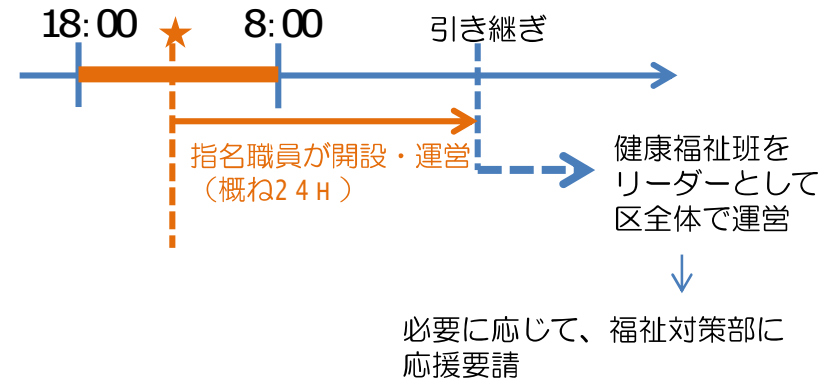 18:00
★
8:00
引き継ぎ
指名職員が開設・運営
（概ね24H）
健康福祉班を
リーダーとして
区全体で運営
必要に応じて、福祉対策部に
応援要請